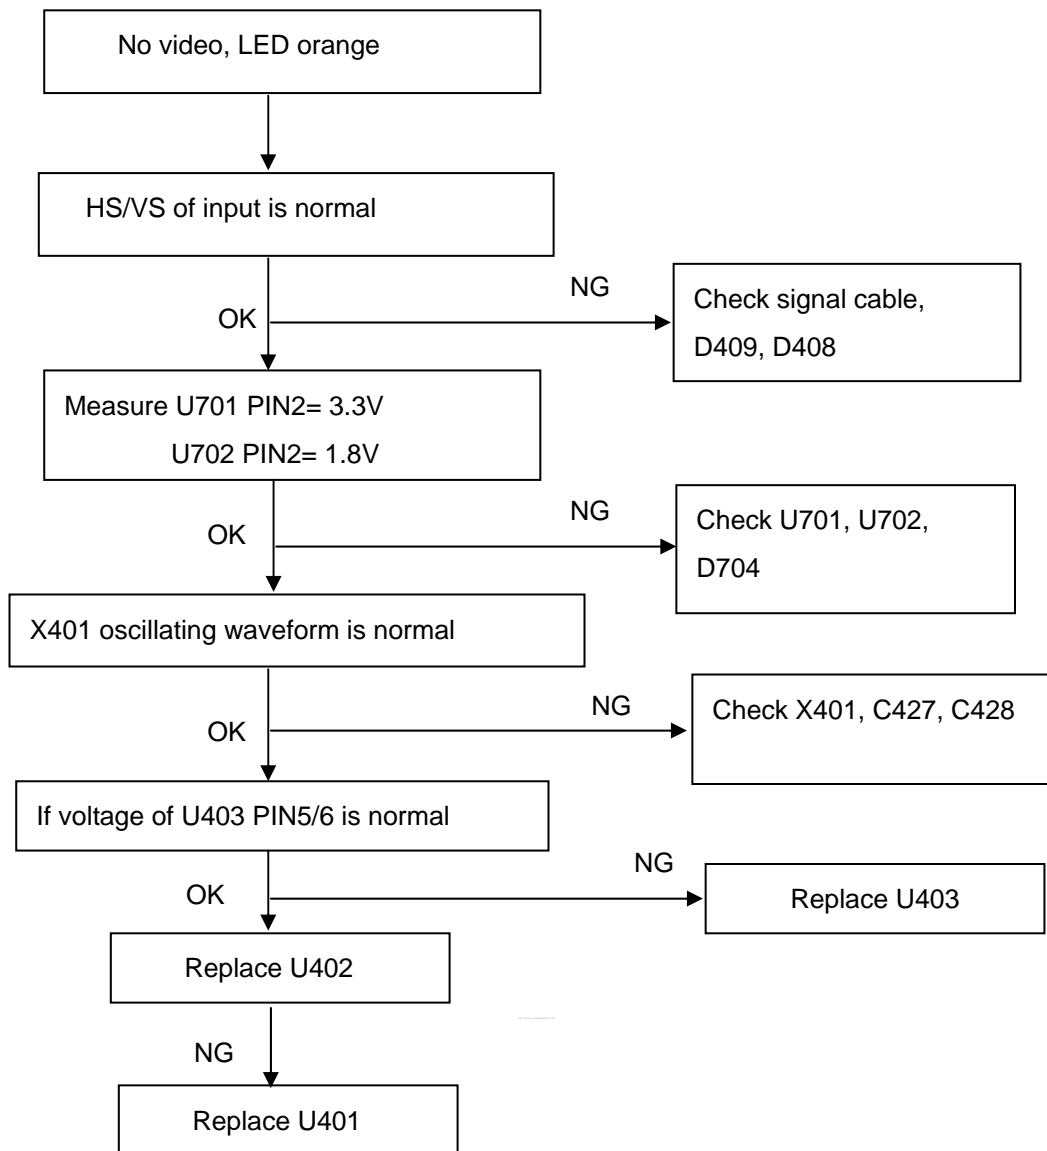 No video, LED orange
HS/VS of input is normal
NG
OK
Check signal cable,
D409, D408
Measure U701 PIN2= 3.3V
U702 PIN2= 1.8V
NG
OK
Check U701, U702,
D704
X401 oscillating waveform is normal
NG
OK
Check X401, C427, C428
If voltage of U403 PIN5/6 is normal
NG
OK
Replace U403
Replace U402
NG
Replace U401